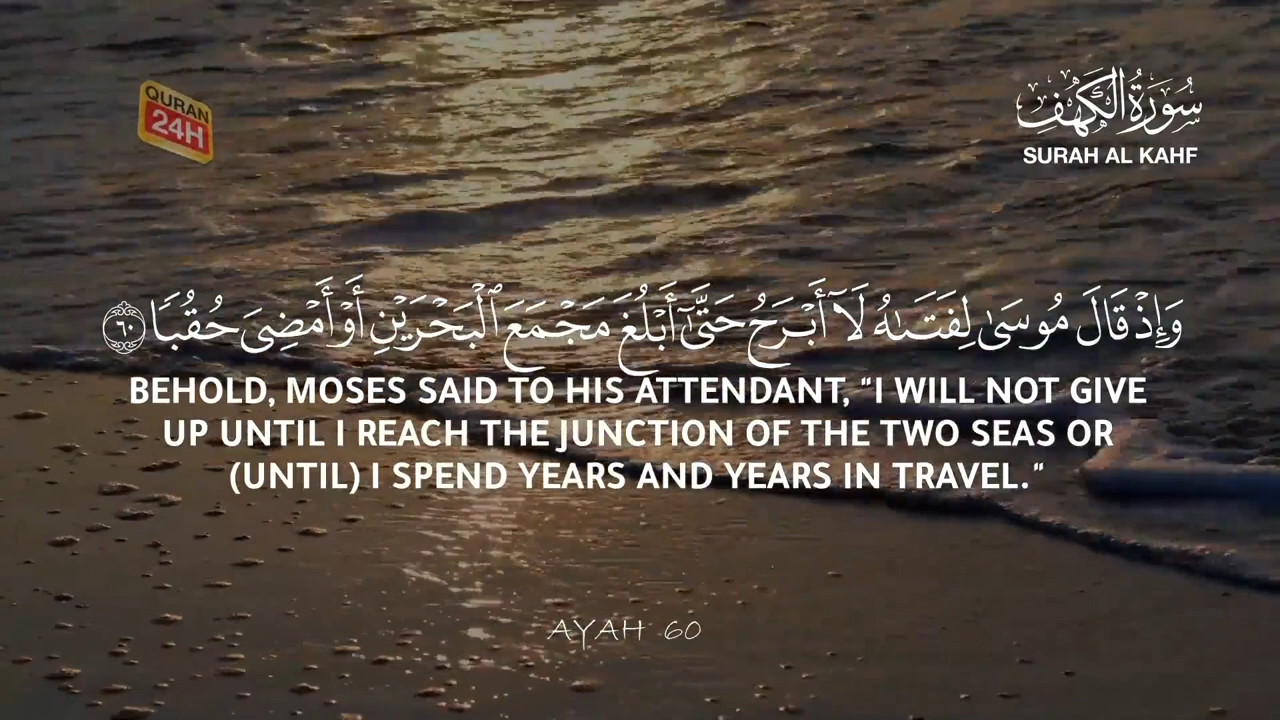 QURAN
24H
سُورَةُ الكَهْفِ
SURAH AL KAHF
وَإِذْ قَالَ مُوسَىٰ لِفَتَىٰهُ لَآ أَبْرَحُ حَتَّىٰٓ أَبْلُغَ مَجْمَعَ ٱلْبَحْرَيْنِ أَوْ أَمْضِىَ حُقُبًا ٦٠
BEHOLD, MOSES SAID TO HIS ATTENDANT, "I WILL NOT GIVE
UP UNTIL I REACH THE JUNCTION OF THE TWO SEAS OR
(UNTIL) I SPEND YEARS AND YEARS IN TRAVEL."
AYAH 60